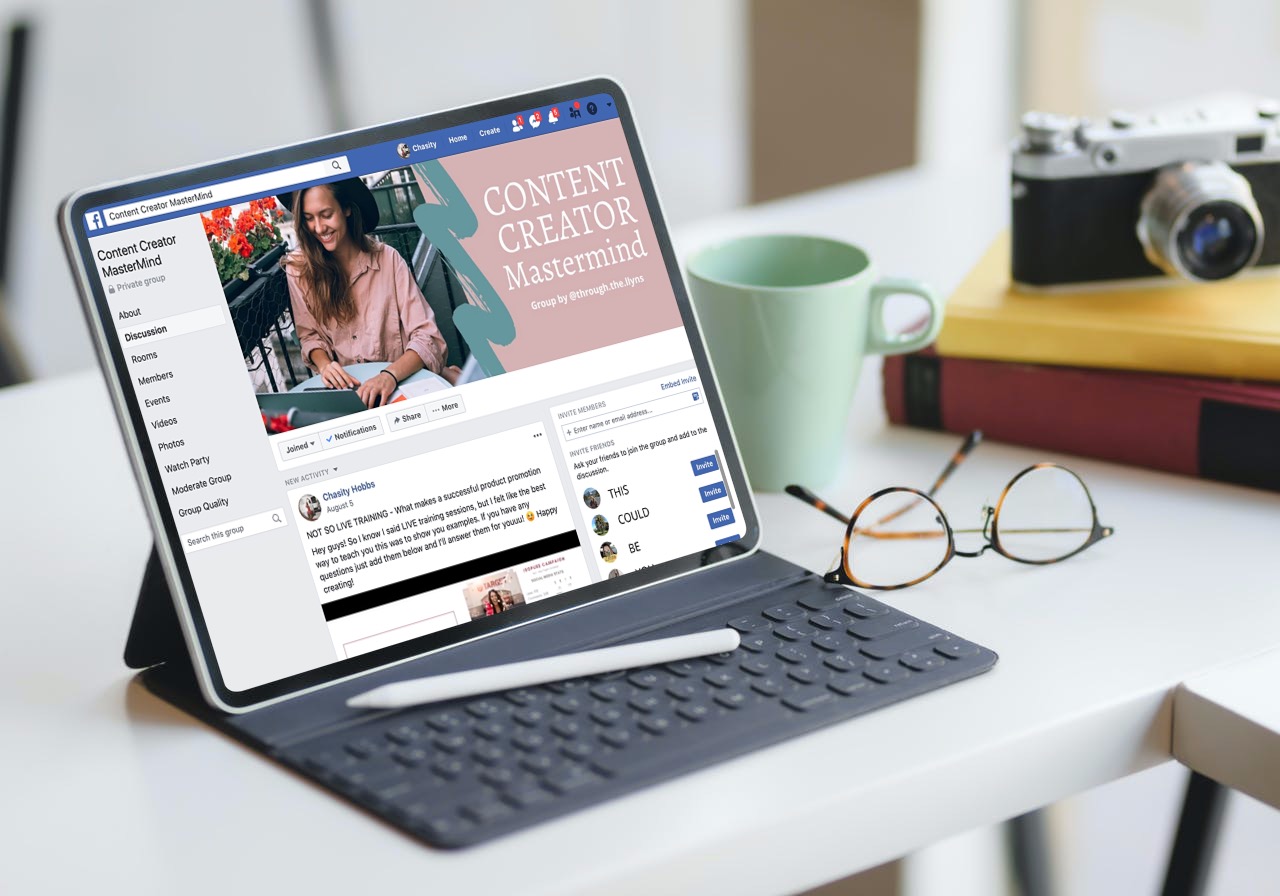 Content Creator MasterMind
Chasity
Home
Create
1
2
Content Creator
MasterMind
Private group
About
Discussion
Rooms
Members
Events
Videos
Photos
Watch Party
Moderate Group
Group Quality
Search this group
CONTENT
CREATOR
Mastermind
Group by @through.the.llyns
Joined
Notifications
Share
More
NEW ACTIVITY
Chasity Hobbs
August 5
NOT SO LIVE TRAINING - What makes a successful product promotion
Hey guys! So I know I said LIVE training sessions, but I felt like the best
way to teach you this was to show you examples. If you have any
questions just add them below and I'll answer them for youuu! 😉 Happy
creating!
TARGET
INVITE MEMBERS
Embed Invite
+ Enter name or email address...
INVITE FRIENDS
Ask your friends to join the group and add to the
discussion.
THIS
Invite
COULD
Invite
BE
Invite